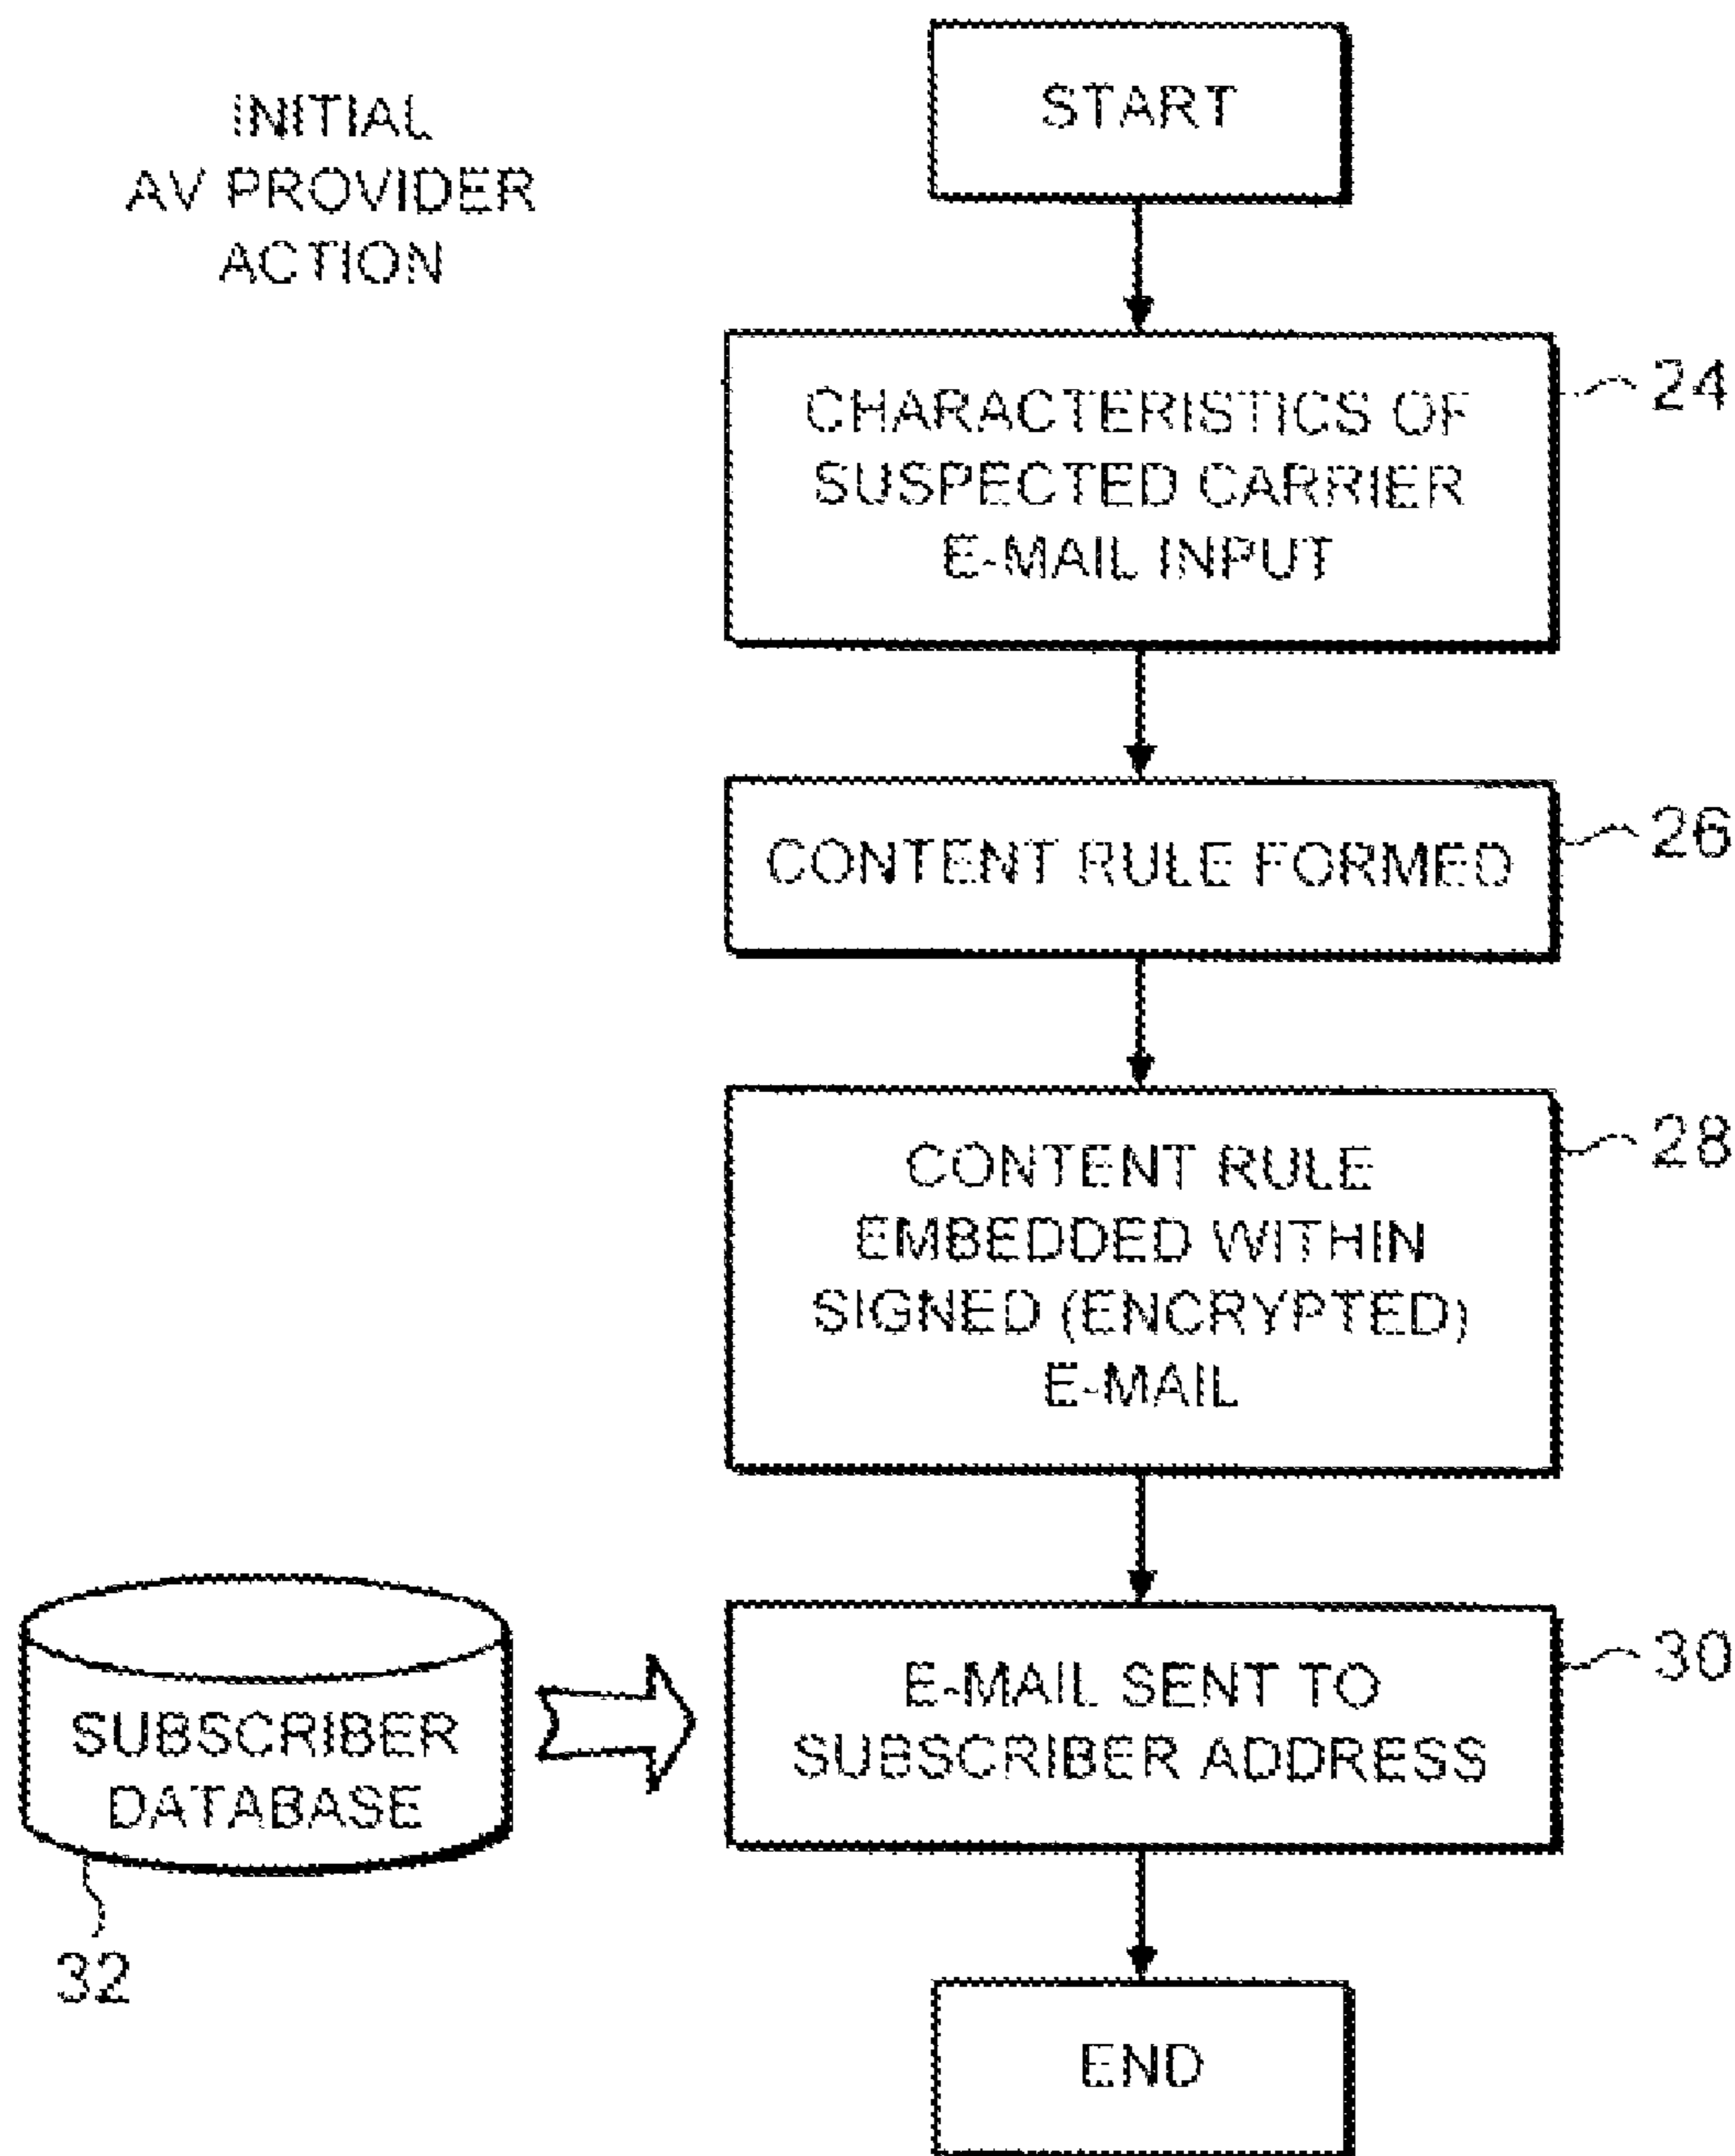 INITIAL
AV PROVIDER
ACTION
START
CHARACTERISTICS OF
SUSPECTED CARRIER
E-MAIL INPUT
24
CONTENT RULE FORMED
26
CONTENT RULE
EMBEDDED WITHIN
SIGNED (ENCRYPTED)
E-MAIL
28
SUBSCRIBER
DATABASE
32
E-MAIL SENT TO
SUBSCRIBER ADDRESS
30
END